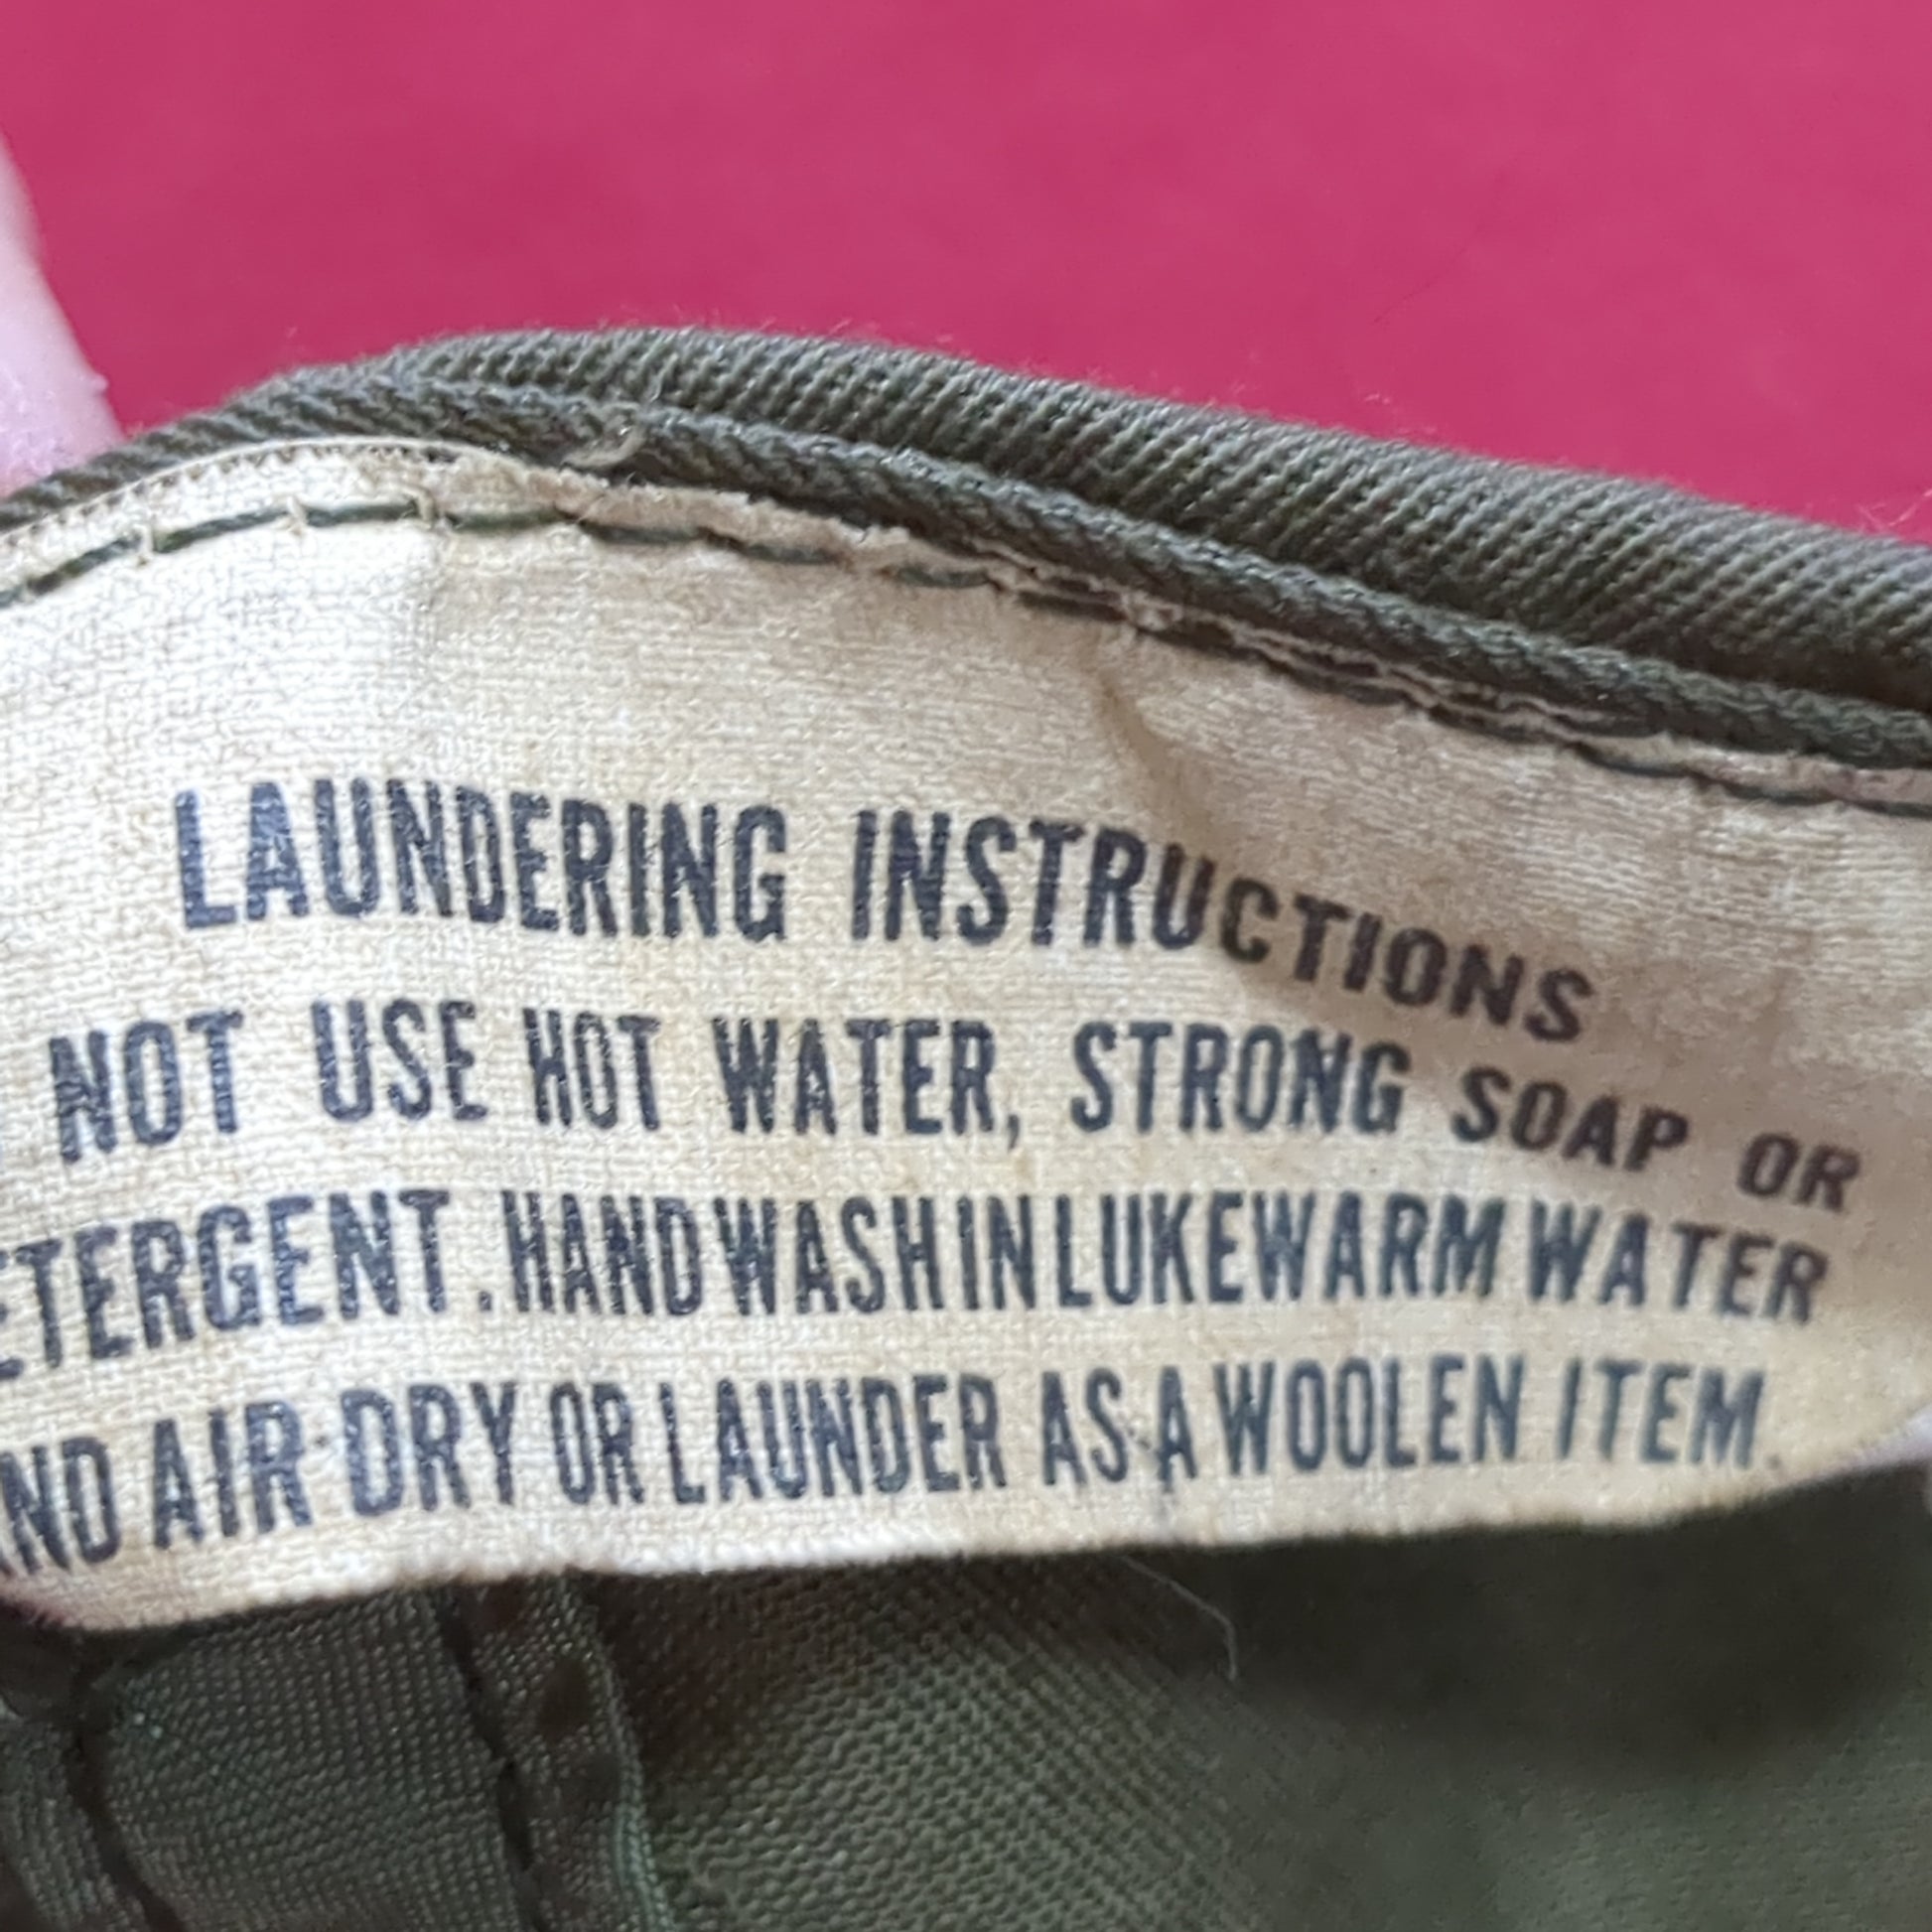 LAUNDERING INSTRUCTIONS
NOT USE HOT WATER, STRONG SOAP OR
ETERGENT. HAND WASH IN LUKEWARM WATER
ND AIR DRY OR LAUNDER AS A WOOLEN ITEM.